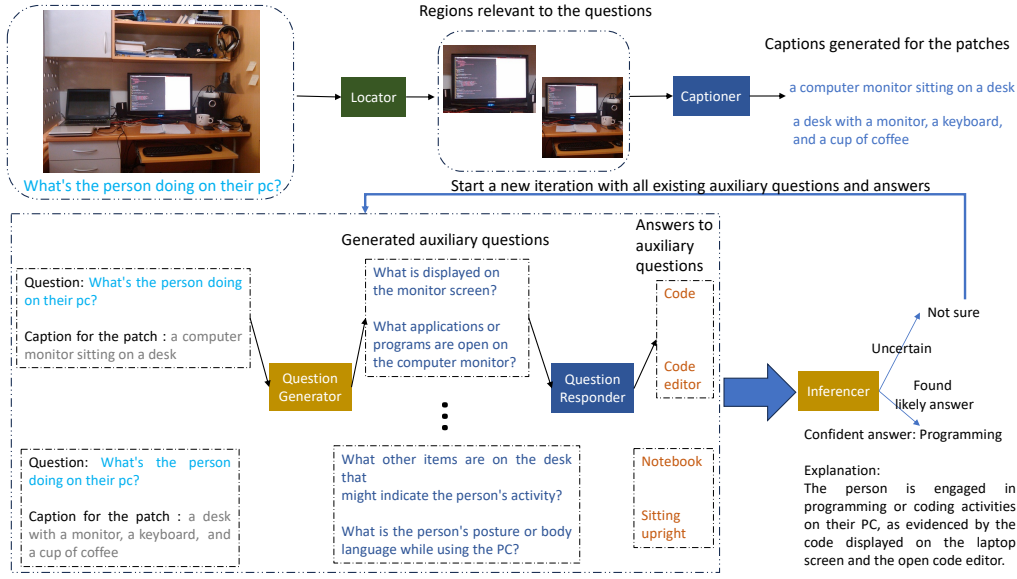 Regions relevant to the questions
Captions generated for the patches
Locator
Captioner
a computer monitor sitting on a desk
a desk with a monitor, a keyboard,
and a cup of coffee
What's the person doing on their pc?
Start a new iteration with all existing auxiliary questions and answers
Generated auxiliary questions
Answers to
auxiliary
questions
Question: What's the person doing
on their pc?
Caption for the patch : a computer
monitor sitting on a desk
Question
Generator
What is displayed on
the monitor screen?
What applications or
programs are open on
the computer monitor?
Question
Responder
Code
Code
editor
Question: What's the person
doing on their pc?
Caption for the patch : a desk
with a monitor, a keyboard, and
a cup of coffee
What other items are on the desk
that
might indicate the person's activity?
What is the person's posture or body
language while using the PC?
Notebook
Sitting
upright
Inferencer
Not sure
Uncertain
Found
likely answer
Confident answer: Programming
Explanation:
The person is engaged in
programming or coding activities
on their PC, as evidenced by the
code displayed on the laptop
screen and the open code editor.